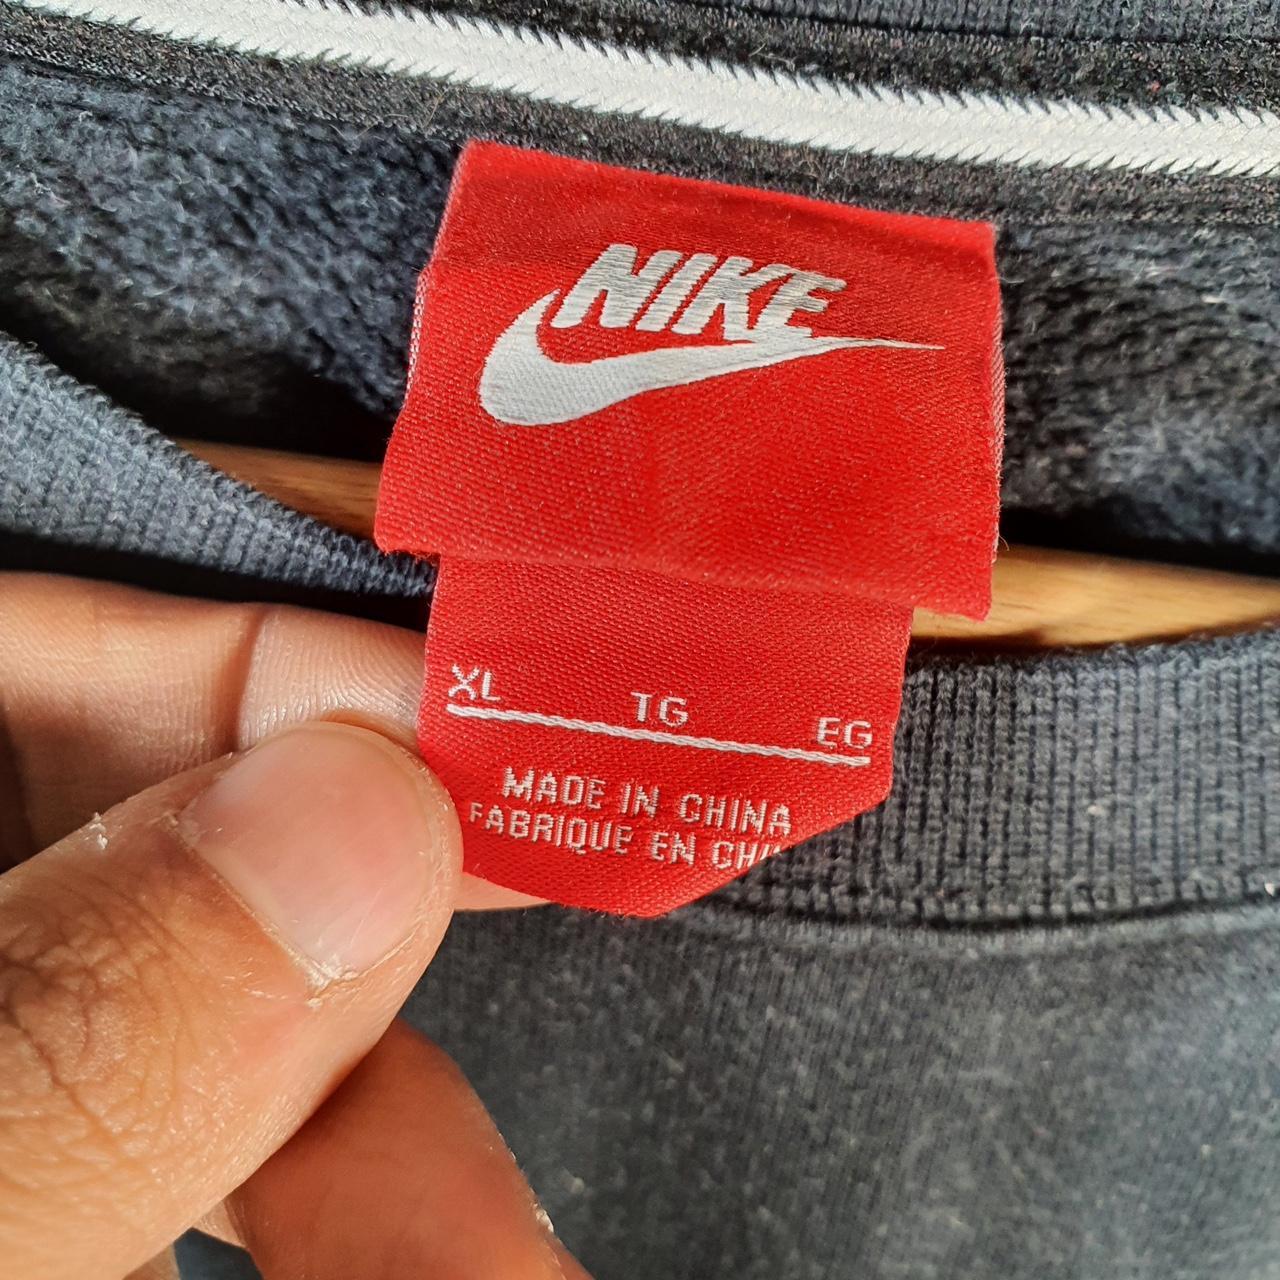 NIKE
XL TG EG
MADE IN CHINA
FABRIQUE EN